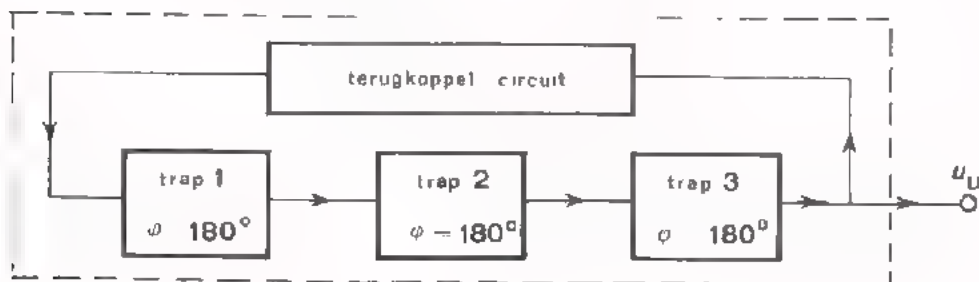 terugkoppel circuit
trap 1
φ 180°
trap 2
φ – 180°
trap 3
φ 180°
u_U